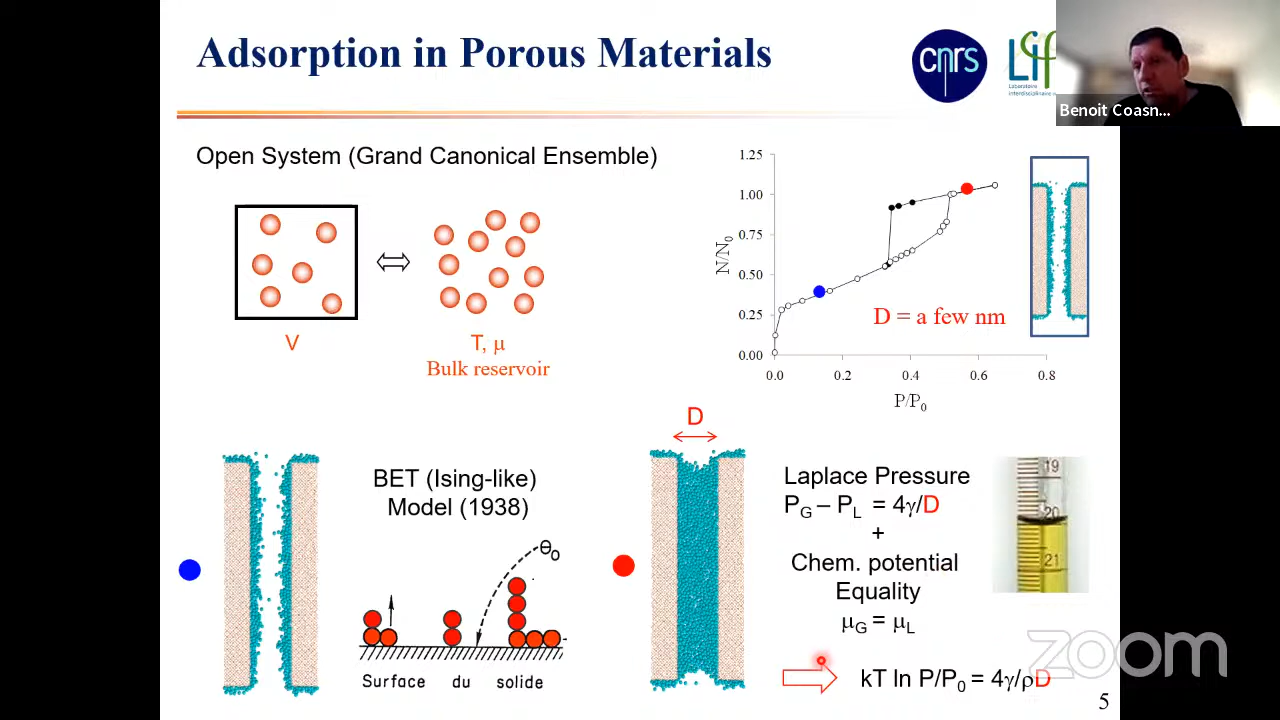 Adsorption in Porous Materials
cnrs
Benoit Coasn...
Open System (Grand Canonical Ensemble)
V
T, μ
Bulk reservoir
N/N0
1.25
1.00
0.75
0.50
0.25
0.00
0.0 0.2 0.4 0.6 0.8
P/P0
D = a few nm
BET (Ising-like)
Model (1938)
θ0
Surface du solide
D
Laplace Pressure
PG – PL = 4γ/D
+
Chem. potential
Equality
μG = μL
kT ln P/P0 = 4γ/ρD
19
20
21
zoom
5